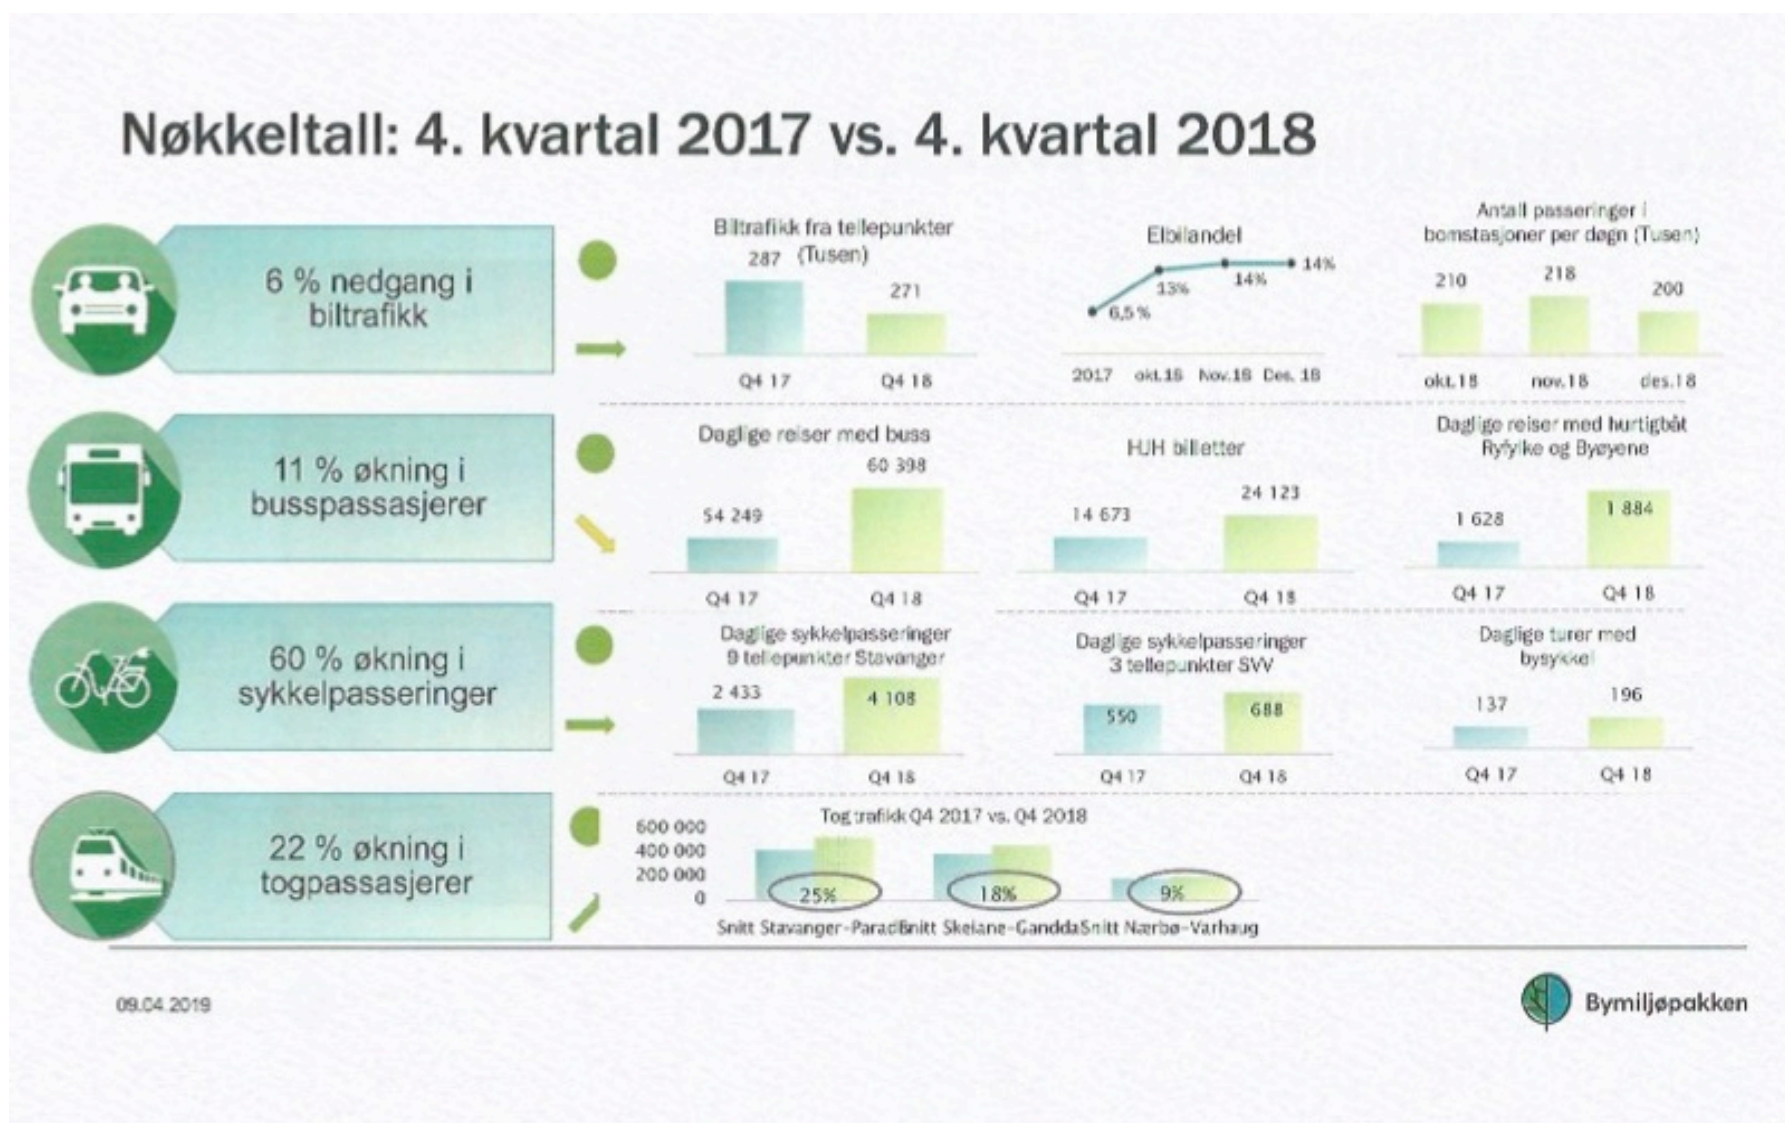 Nøkkeltall: 4. kvartal 2017 vs. 4. kvartal 2018
6 % nedgang i
biltrafikk
Biltrafikk fra tellepunkter
(Tusen)
287
271
Q4 17
Q4 18
Elbilandel
6,5 %
13%
14%
14%
2017
okt.18
Nov.18
Des. 18
Antall passeringer i
bomstasjoner per døgn (Tusen)
210
218
200
okt.18
nov.18
des.18
11 % økning i
busspassasjerer
Daglige reiser med buss
54 249
60 398
Q4 17
Q4 18
HJH billetter
14 673
24 123
Q4 17
Q4 18
Daglige reiser med hurtigbåt
Ryfylke og Byøyene
1 628
1 884
Q4 17
Q4 18
60 % økning i
sykkelpasseringer
Daglige sykkelpasseringer
9 tellepunkter Stavanger
2 433
4 108
Q4 17
Q4 18
Daglige sykkelpasseringer
3 tellepunkter SVV
550
688
Q4 17
Q4 18
Daglige turer med
bysykkel
137
196
Q4 17
Q4 18
22 % økning i
togpassasjerer
Togtrafikk Q4 2017 vs. Q4 2018
600 000
400 000
200 000
0
25%
18%
9%
Snitt Stavanger-Paradis
Snitt Skeiane-Gandda
Snitt Nærbø-Varhaug
09.04.2019
Bymiljøpakken